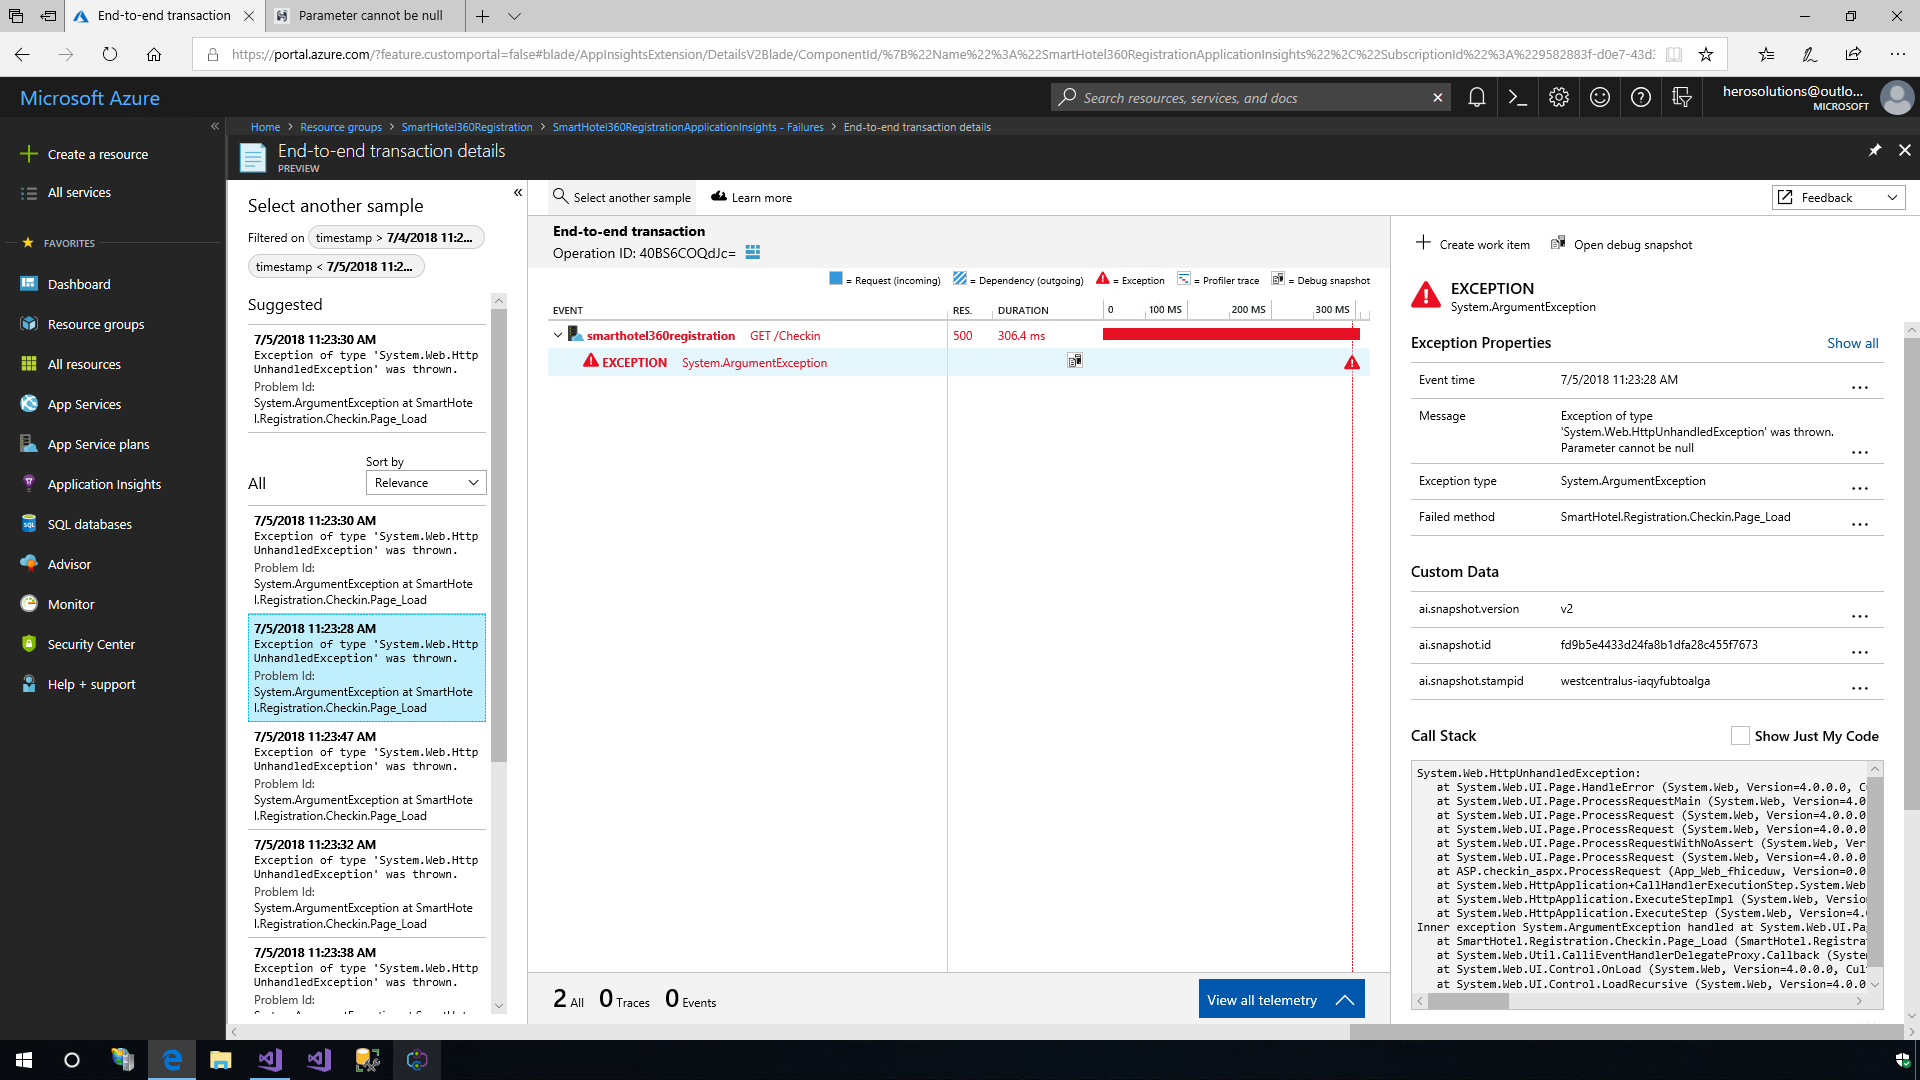 End-to-end transaction
Parameter cannot be null
https://portal.azure.com/?feature.customportal=false#blade/AppInsightsExtension/DetailsV2Blade/ComponentId/%7B%22Name%22%3A%22SmartHotel360RegistrationApplicationInsights%22%2C%22SubscriptionId%22%3A%229582883f-d0e7-43d3
Microsoft Azure
Search resources, services, and docs
herosolutions@outlo...
MICROSOFT
Home > Resource groups > SmartHotel360Registration > SmartHotel360RegistrationApplicationInsights - Failures > End-to-end transaction details
End-to-end transaction details
PREVIEW
Create a resource
All services
FAVORITES
Dashboard
Resource groups
All resources
App Services
App Service plans
Application Insights
SQL databases
Advisor
Monitor
Security Center
Help + support
Select another sample
Filtered on timestamp > 7/4/2018 11:2...
timestamp < 7/5/2018 11:2...
Suggested
7/5/2018 11:23:30 AM
Exception of type 'System.Web.Http
UnhandledException' was thrown.
Problem Id:
System.ArgumentException at SmartHote
l.Registration.Checkin.Page_Load
Sort by
All
Relevance
7/5/2018 11:23:30 AM
Exception of type 'System.Web.Http
UnhandledException' was thrown.
Problem Id:
System.ArgumentException at SmartHote
l.Registration.Checkin.Page_Load
7/5/2018 11:23:28 AM
Exception of type 'System.Web.Http
UnhandledException' was thrown.
Problem Id:
System.ArgumentException at SmartHote
l.Registration.Checkin.Page_Load
7/5/2018 11:23:47 AM
Exception of type 'System.Web.Http
UnhandledException' was thrown.
Problem Id:
System.ArgumentException at SmartHote
l.Registration.Checkin.Page_Load
7/5/2018 11:23:32 AM
Exception of type 'System.Web.Http
UnhandledException' was thrown.
Problem Id:
System.ArgumentException at SmartHote
l.Registration.Checkin.Page_Load
7/5/2018 11:23:38 AM
Exception of type 'System.Web.Http
UnhandledException' was thrown.
Problem Id:
Select another sample
Learn more
Feedback
End-to-end transaction
Operation ID: 40BS6COQdJc=
= Request (incoming) = Dependency (outgoing) = Exception = Profiler trace = Debug snapshot
EVENT RES. DURATION 0 100 MS 200 MS 300 MS
smarthotel360registration GET /Checkin 500 306.4 ms
EXCEPTION System.ArgumentException
2 All 0 Traces 0 Events
View all telemetry
Create work item
Open debug snapshot
EXCEPTION
System.ArgumentException
Exception Properties
Show all
Event time 7/5/2018 11:23:28 AM ...
Message Exception of type
'System.Web.HttpUnhandledException' was thrown.
Parameter cannot be null ...
Exception type System.ArgumentException ...
Failed method SmartHotel.Registration.Checkin.Page_Load ...
Custom Data
ai.snapshot.version v2 ...
ai.snapshot.id fd9b5e4433d24fa8b1dfa28c455f7673 ...
ai.snapshot.stampid westcentralus-iaqyfubtoalga ...
Call Stack
Show Just My Code
System.Web.HttpUnhandledException:
at System.Web.UI.Page.HandleError (System.Web, Version=4.0.0.0, C
at System.Web.UI.Page.ProcessRequestMain (System.Web, Version=4.0
at System.Web.UI.Page.ProcessRequest (System.Web, Version=4.0.0.0
at System.Web.UI.Page.ProcessRequest (System.Web, Version=4.0.0.0
at System.Web.UI.Page.ProcessRequestWithNoAssert (System.Web, Ver
at System.Web.UI.Page.ProcessRequest (System.Web, Version=4.0.0.0
at ASP.checkin_aspx.ProcessRequest (App_Web_fhiceduw, Version=0.0
at System.Web.HttpApplication+CallHandlerExecutionStep.System.Web
at System.Web.HttpApplication.ExecuteStepImpl (System.Web, Versio
at System.Web.HttpApplication.ExecuteStep (System.Web, Version=4.
Inner exception System.ArgumentException handled at System.Web.UI.Pa
at SmartHotel.Registration.Checkin.Page_Load (SmartHotel.Registra
at System.Web.Util.CalliEventHandlerDelegateProxy.Callback (Syste
at System.Web.UI.Control.OnLoad (System.Web, Version=4.0.0.0, Cul
at System.Web.UI.Control.LoadRecursive (System.Web, Version=4.0.0